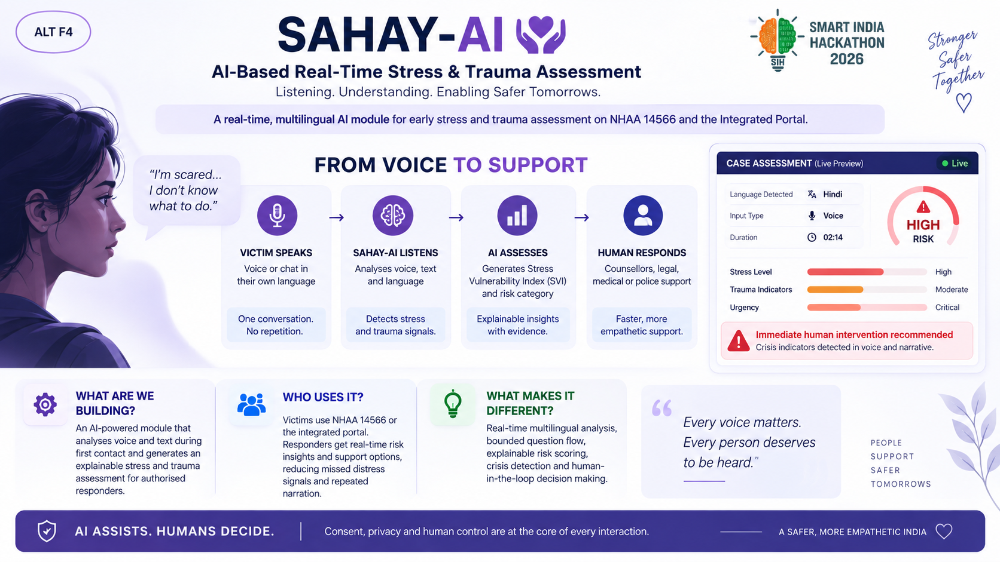 ALT F4
SAHAY-AI
AI-Based Real-Time Stress & Trauma Assessment
Listening. Understanding. Enabling Safer Tomorrows.
SIH
SMART INDIA
HACKATHON
2026
Stronger
Safer
Together
A real-time, multilingual AI module for early stress and trauma assessment on NHAA 14566 and the Integrated Portal.
“I’m scared...
I don’t know
what to do.”
FROM VOICE TO SUPPORT
VICTIM SPEAKS
Voice or chat in
their own language
One conversation.
No repetition.
SAHAY-AI LISTENS
Analyses voice, text
and language
Detects stress
and trauma signals.
AI ASSESSES
Generates Stress
Vulnerability Index (SVI)
and risk category
Explainable insights
with evidence.
HUMAN RESPONDS
Counsellors, legal,
medical or police support
Faster, more
empathetic support.
CASE ASSESSMENT (Live Preview)
Live
Language Detected Hindi
Input Type Voice
Duration 02:14
HIGH
RISK
Stress Level High
Trauma Indicators Moderate
Urgency Critical
Immediate human intervention recommended
Crisis indicators detected in voice and narrative.
WHAT ARE WE
BUILDING?
An AI-powered module that
analyses voice and text during
first contact and generates an
explainable stress and trauma
assessment for authorised
responders.
WHO USES IT?
Victims use NHAA 14566 or
the integrated portal.
Responders get real-time risk
insights and support options,
reducing missed distress
signals and repeated
narration.
WHAT MAKES IT
DIFFERENT?
Real-time multilingual analysis,
bounded question flow,
explainable risk scoring,
crisis detection and human-
in-the-loop decision making.
“
Every voice matters.
Every person deserves
to be heard.”
PEOPLE
SUPPORT
SAFER
TOMORROWS
AI ASSISTS. HUMANS DECIDE.
Consent, privacy and human control are at the core of every interaction.
A SAFER, MORE EMPATHETIC INDIA